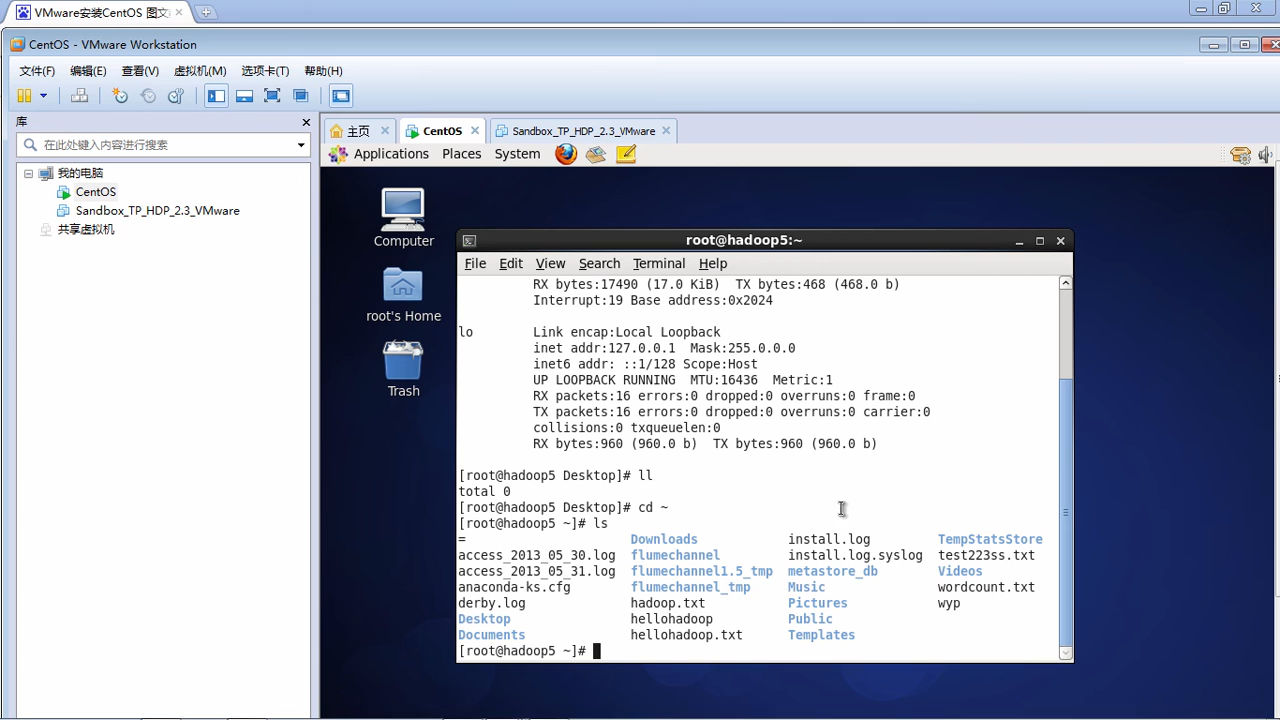 VMware安装CentOS 图文
CentOS - VMware Workstation
文件(F) 编辑(E) 查看(V) 虚拟机(M) 选项卡(T) 帮助(H)
库
在此处键入内容进行搜索
我的电脑
CentOS
Sandbox_TP_HDP_2.3_VMware
共享虚拟机
主页 CentOS Sandbox_TP_HDP_2.3_VMware
Applications Places System
Computer
root's Home
Trash
root@hadoop5:~
File Edit View Search Terminal Help
RX bytes:17490 (17.0 KiB)  TX bytes:468 (468.0 b)
Interrupt:19 Base address:0x2024
lo        Link encap:Local Loopback
inet addr:127.0.0.1  Mask:255.0.0.0
inet6 addr: ::1/128 Scope:Host
UP LOOPBACK RUNNING  MTU:16436  Metric:1
RX packets:16 errors:0 dropped:0 overruns:0 frame:0
TX packets:16 errors:0 dropped:0 overruns:0 carrier:0
collisions:0 txqueuelen:0
RX bytes:960 (960.0 b)  TX bytes:960 (960.0 b)
[root@hadoop5 Desktop]# ll
total 0
[root@hadoop5 Desktop]# cd ~
[root@hadoop5 ~]# ls
= Downloads install.log TempStatsStore
access_2013_05_30.log flumechannel install.log.syslog test223ss.txt
access_2013_05_31.log flumechannel1.5_tmp metastore_db Videos
anaconda-ks.cfg flumechannel_tmp Music wordcount.txt
derby.log hadoop.txt Pictures wyp
Desktop hellohadoop Public
Documents hellohadoop.txt Templates
[root@hadoop5 ~]#